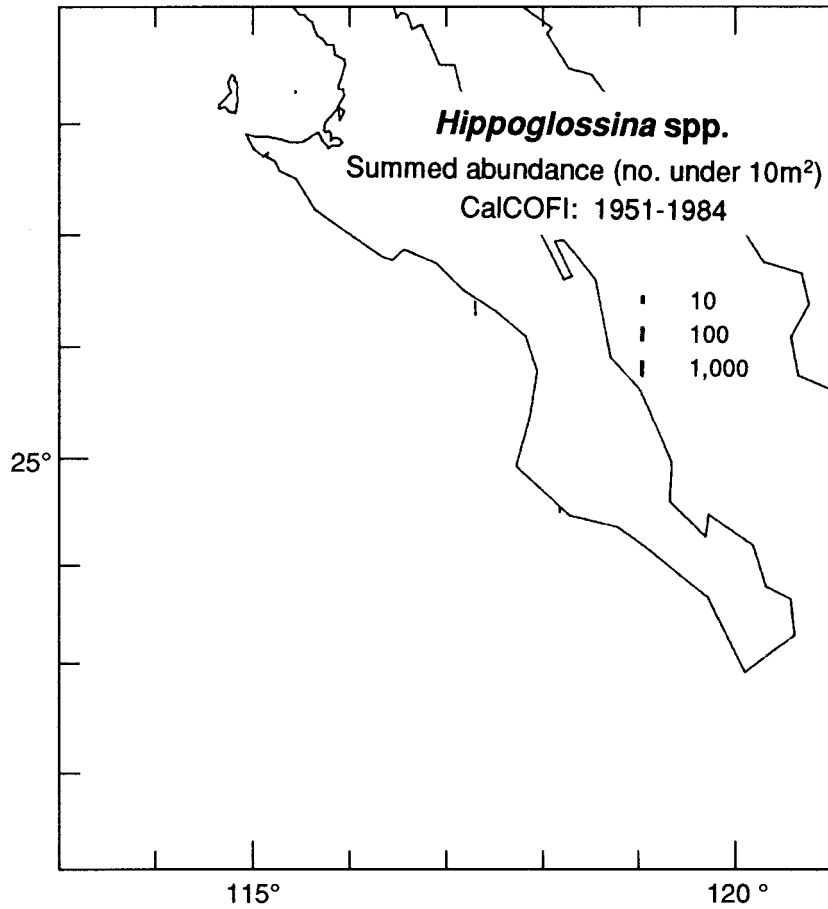 Hippoglossina spp.
Summed abundance (no. under 10m²)
CalCOFI: 1951-1984
10
100
1,000
25°
115°
120 °